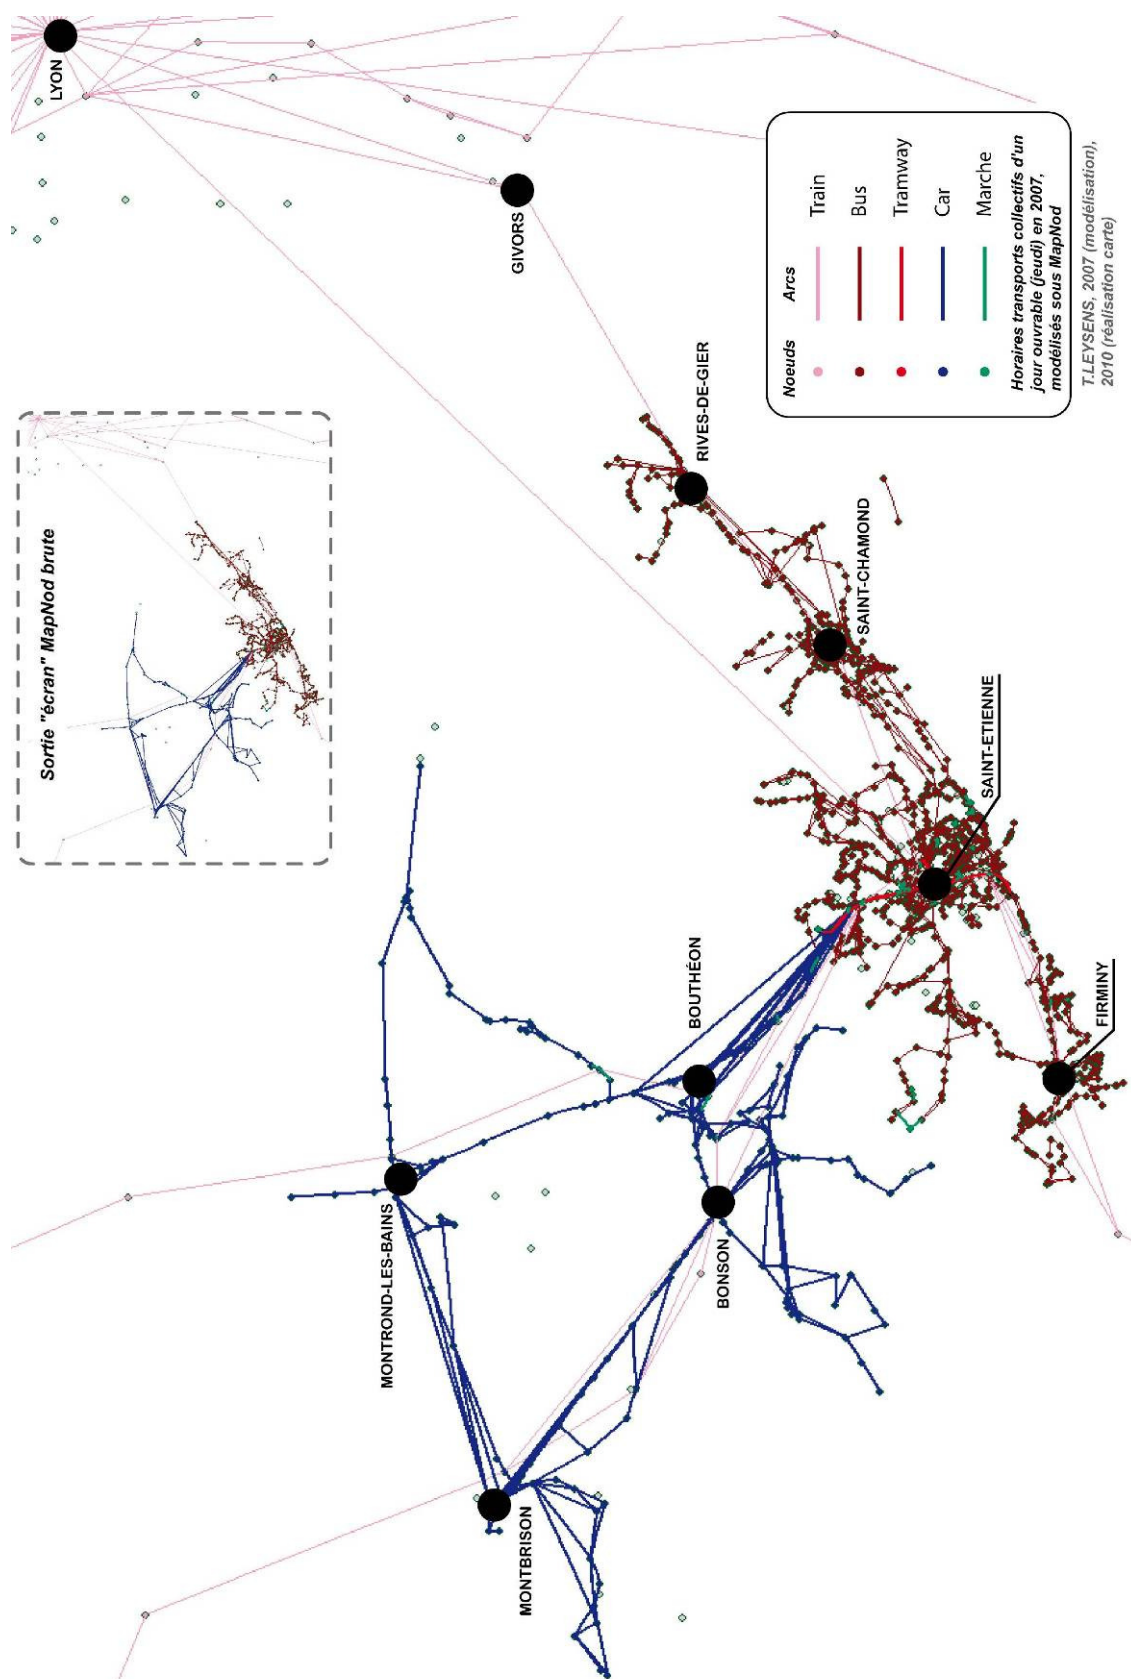 LYON
GIVORS
RIVES-DE-GIER
SAINT-CHAMOND
SAINT-ETIENNE
FIRMINY
BOUTHÉON
BONSON
MONTROND-LES-BAINS
MONTBRISON
Sortie "écran" MapNod brute
Noeuds Arcs
Train
Bus
Tramway
Car
Marche
Horaires transports collectifs d'un
jour ouvrable (jeudi) en 2007,
modélisés sous MapNod
T.LEYSENS, 2007 (modélisation),
2010 (réalisation carte)